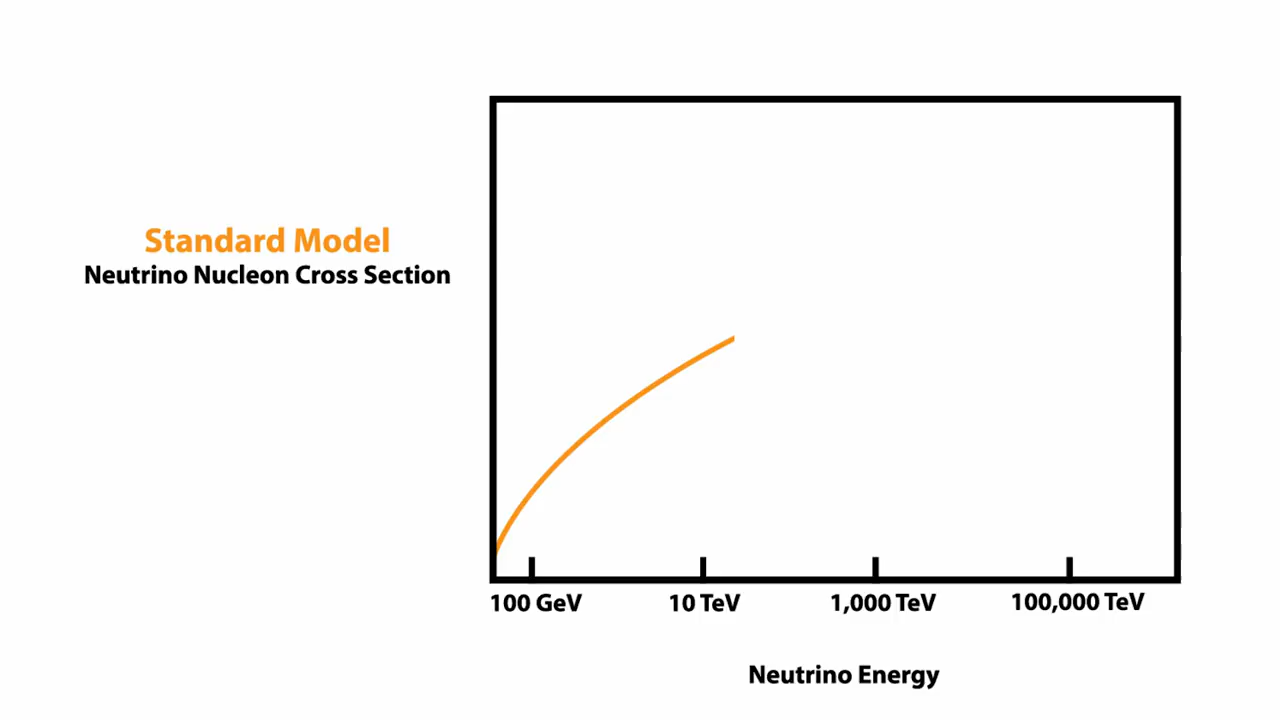 Standard Model
Neutrino Nucleon Cross Section
100 GeV
10 TeV
1,000 TeV
100,000 TeV
Neutrino Energy